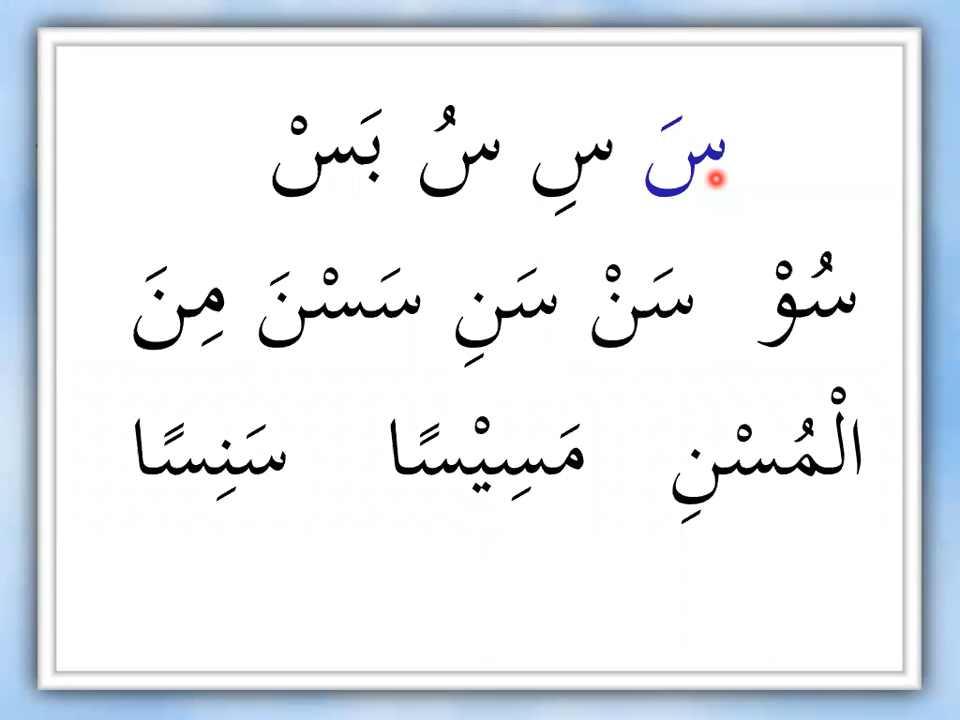 سَ سِ سُ بَسْ
سُوْ سَنْ سَنِ سَسْنَ مِنَ
الْمُسْنِ مَسِيْسًا سَنِسًا